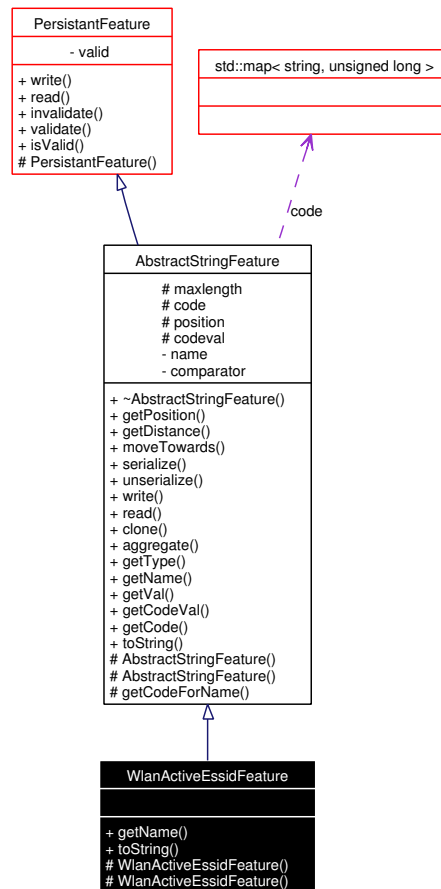 PersistantFeature
- valid
+ write()
+ read()
+ invalidate()
+ validate()
+ isValid()
# PersistantFeature()
std::map< string, unsigned long >
code
AbstractStringFeature
# maxlength
# code
# position
# codeval
- name
- comparator
+ ~AbstractStringFeature()
+ getPosition()
+ getDistance()
+ moveTowards()
+ serialize()
+ unserialize()
+ write()
+ read()
+ clone()
+ aggregate()
+ getType()
+ getName()
+ getVal()
+ getCodeVal()
+ getCode()
+ toString()
# AbstractStringFeature()
# AbstractStringFeature()
# getCodeForName()
WlanActiveEssidFeature
+ getName()
+ toString()
# WlanActiveEssidFeature()
# WlanActiveEssidFeature()